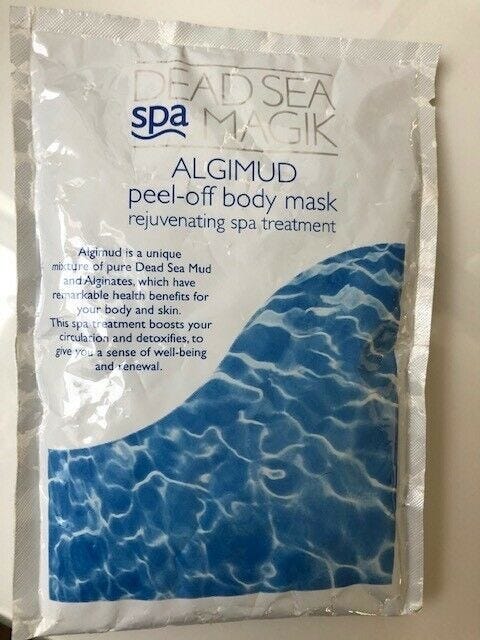 DEAD SEA
spa MAGIK
ALGIMUD
peel-off body mask
rejuvenating spa treatment
Algimud is a unique
mixture of pure Dead Sea Mud
and Alginates, which have
remarkable health benefits for
your body and skin.
This spa treatment boosts your
circulation and detoxifies, to
give you a sense of well-being
and renewal.